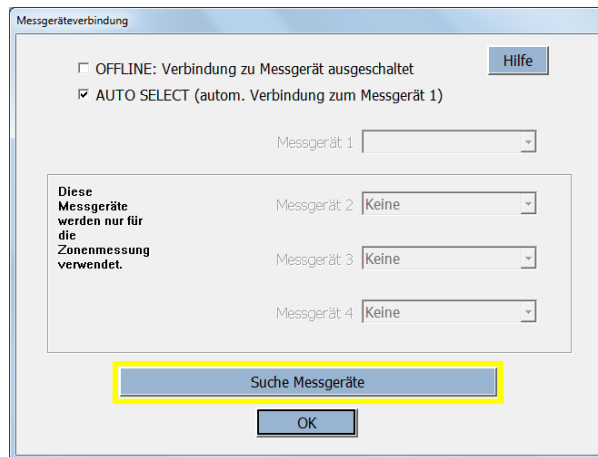 Messgeräteverbindung
OFFLINE: Verbindung zu Messgerät ausgeschaltet
Hilfe
AUTO SELECT (autom. Verbindung zum Messgerät 1)
Messgerät 1
Diese
Messgeräte
werden nur für
die
Zonenmessung
verwendet.
Messgerät 2 Keine
Messgerät 3 Keine
Messgerät 4 Keine
Suche Messgeräte
OK